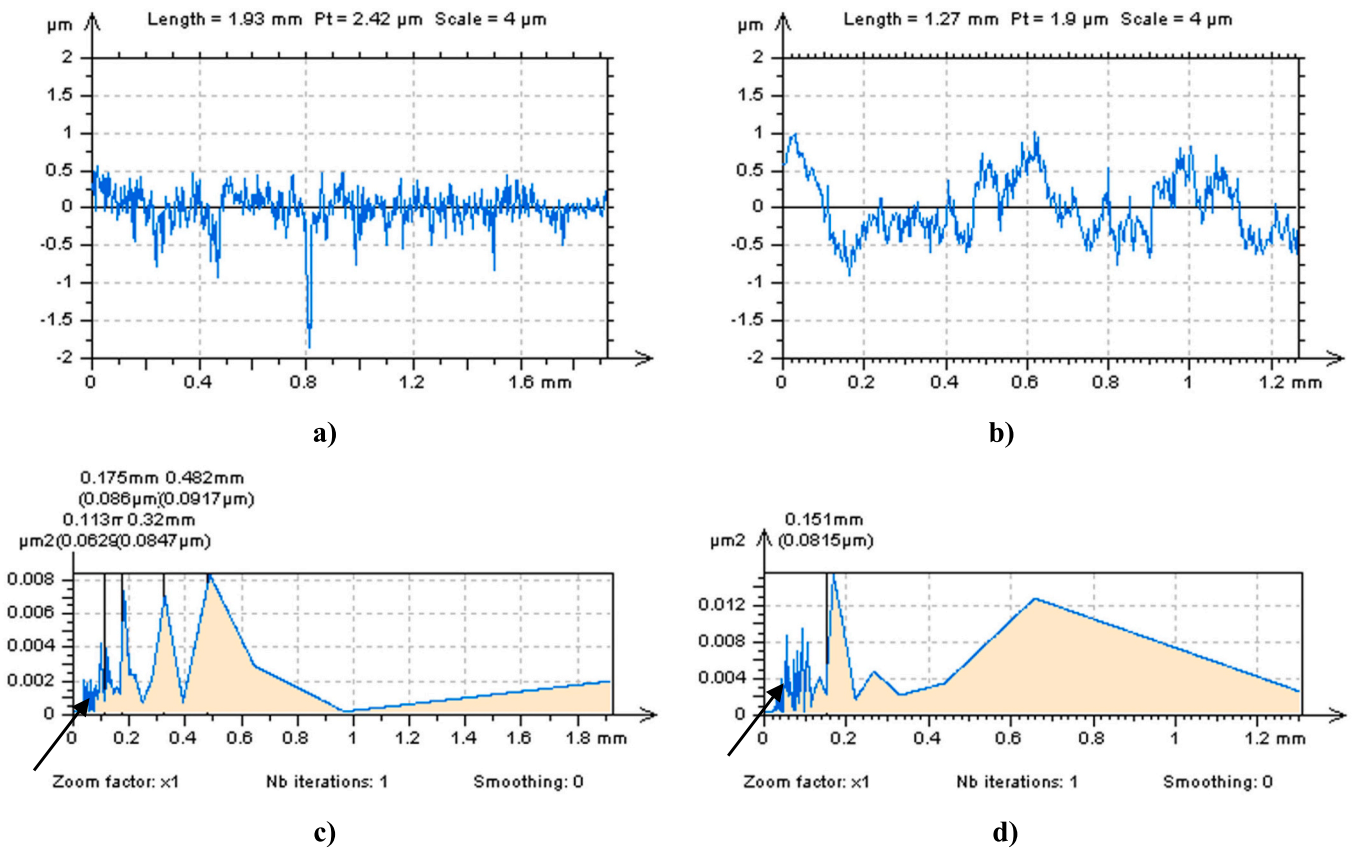 Length = 1.93 mm Pt = 2.42 µm Scale = 4 µm
µm
2
1.5
1
0.5
0
-0.5
-1
-1.5
-2
0 0.4 0.8 1.2 1.6 mm
a)
Length = 1.27 mm Pt = 1.9 µm Scale = 4 µm
µm
2
1.5
1
0.5
0
-0.5
-1
-1.5
-2
0 0.2 0.4 0.6 0.8 1 1.2 mm
b)
0.175mm 0.482mm
(0.086µm)(0.0917µm)
0.113m 0.32mm
µm2(0.0629(0.0847µm)
0.008
0.006
0.004
0.002
0
0 0.2 0.4 0.6 0.8 1 1.2 1.4 1.6 1.8 mm
Zoom factor: x1 Nb iterations: 1 Smoothing: 0
c)
0.151mm
µm2 (0.0815µm)
0.012
0.008
0.004
0
0 0.2 0.4 0.6 0.8 1 1.2 mm
Zoom factor: x1 Nb iterations: 1 Smoothing: 0
d)